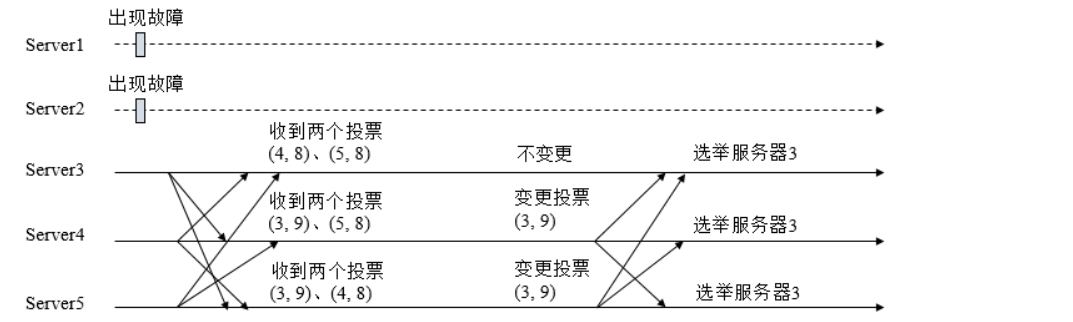 出现故障
Server1
出现故障
Server2
收到两个投票
(4, 8)、(5, 8)
不变更
选举服务器3
Server3
收到两个投票
(3, 9)、(5, 8)
变更投票
(3, 9)
选举服务器3
Server4
收到两个投票
(3, 9)、(4, 8)
变更投票
(3, 9)
选举服务器3
Server5